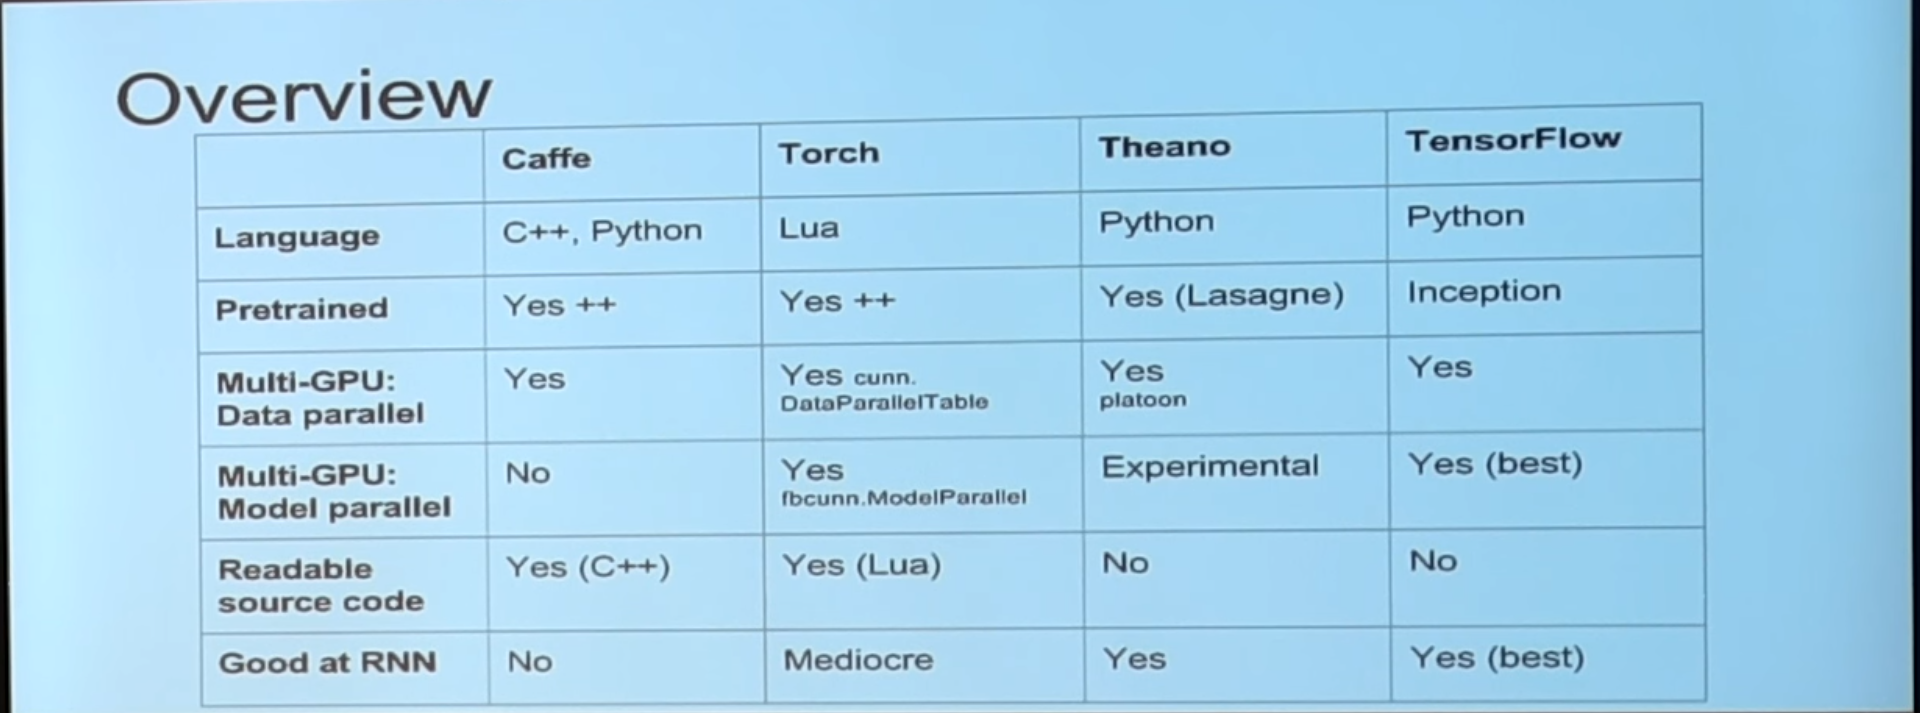 Overview
Caffe Torch Theano TensorFlow
Language C++, Python Lua Python Python
Pretrained Yes ++ Yes ++ Yes (Lasagne) Inception
Multi-GPU: Yes Yes cunn. Yes Yes
Data parallel DataParallelTable platoon
Multi-GPU: No Yes Experimental Yes (best)
Model parallel fbcunn.ModelParallel
Readable Yes (C++) Yes (Lua) No No
source code
Good at RNN No Mediocre Yes Yes (best)